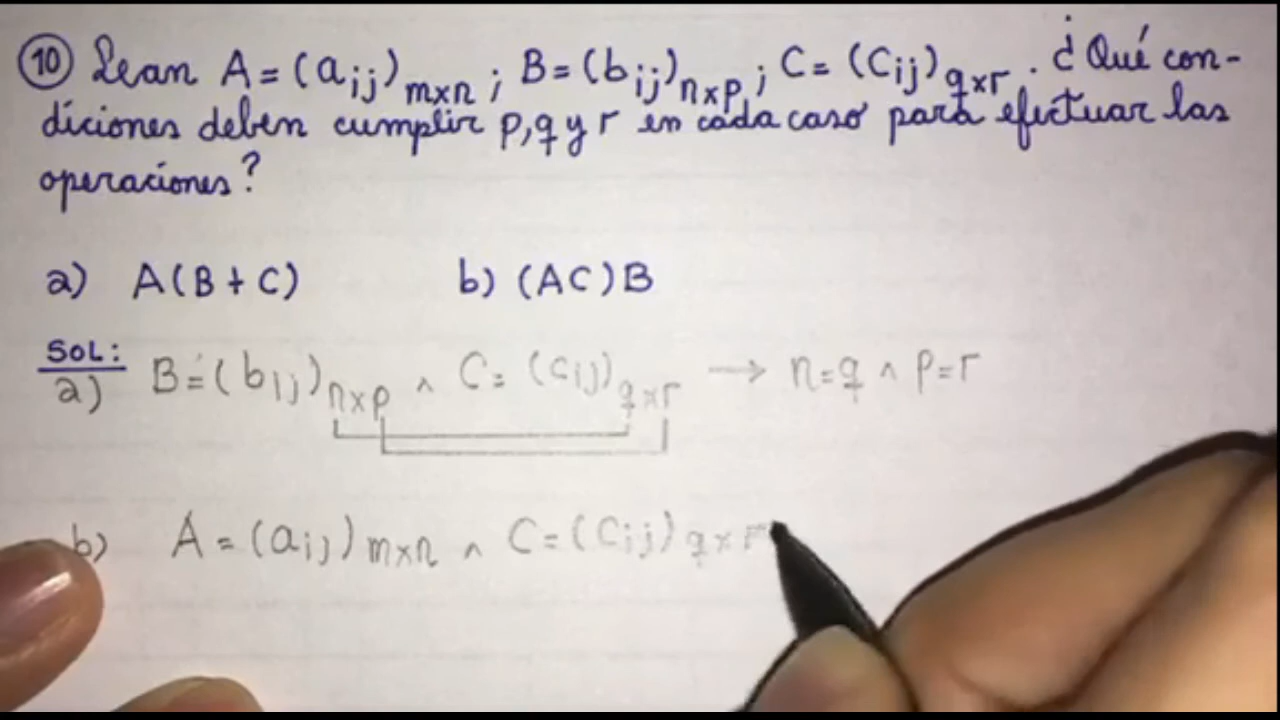 ⑩ Sean A = (aij)m×n ; B = (bij)n×p ; C = (Cij)q×r . ¿Qué con-
diciones deben cumplir p, q y r en cada caso para efectuar las
operaciones?
a) A(B + C) b) (AC)B
SOL:
a) B = (bij)n×p ∧ C = (cij)q×r → n=q ∧ p=r
b) A = (aij)m×n ∧ C = (Cij)q×r